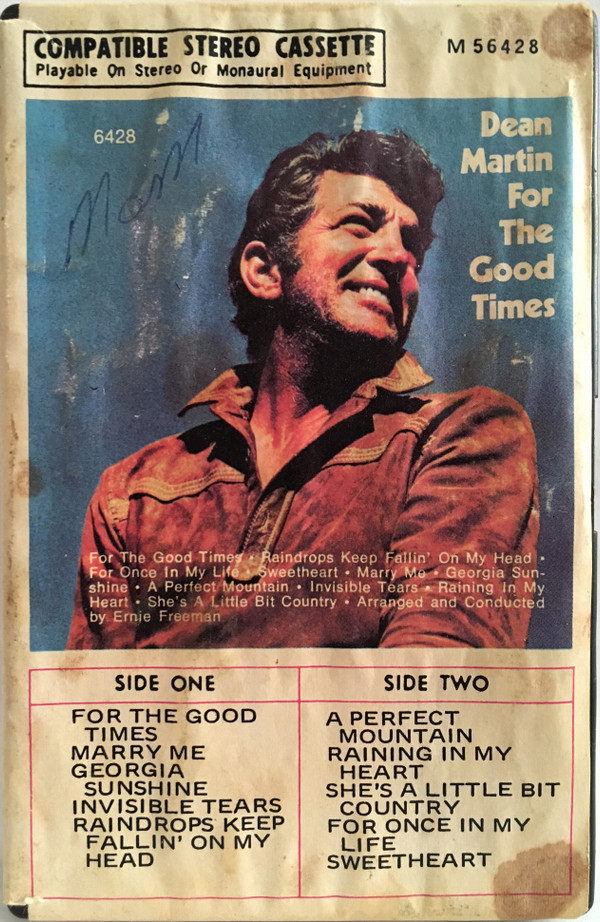 COMPATIBLE STEREO CASSETTE
Playable On Stereo Or Monaural Equipment
M 56428
6428
Mom
Dean
Martin
For
The
Good
Times
For The Good Times • Raindrops Keep Fallin' On My Head •
For Once In My Life • Sweetheart • Marry Me • Georgia Sun-
shine • A Perfect Mountain • Invisible Tears • Raining In My
Heart • She's A Little Bit Country • Arranged and Conducted
by Ernie Freeman
SIDE ONE
FOR THE GOOD
TIMES
MARRY ME
GEORGIA
SUNSHINE
INVISIBLE TEARS
RAINDROPS KEEP
FALLIN' ON MY
HEAD
SIDE TWO
A PERFECT
MOUNTAIN
RAINING IN MY
HEART
SHE'S A LITTLE BIT
COUNTRY
FOR ONCE IN MY
LIFE
SWEETHEART